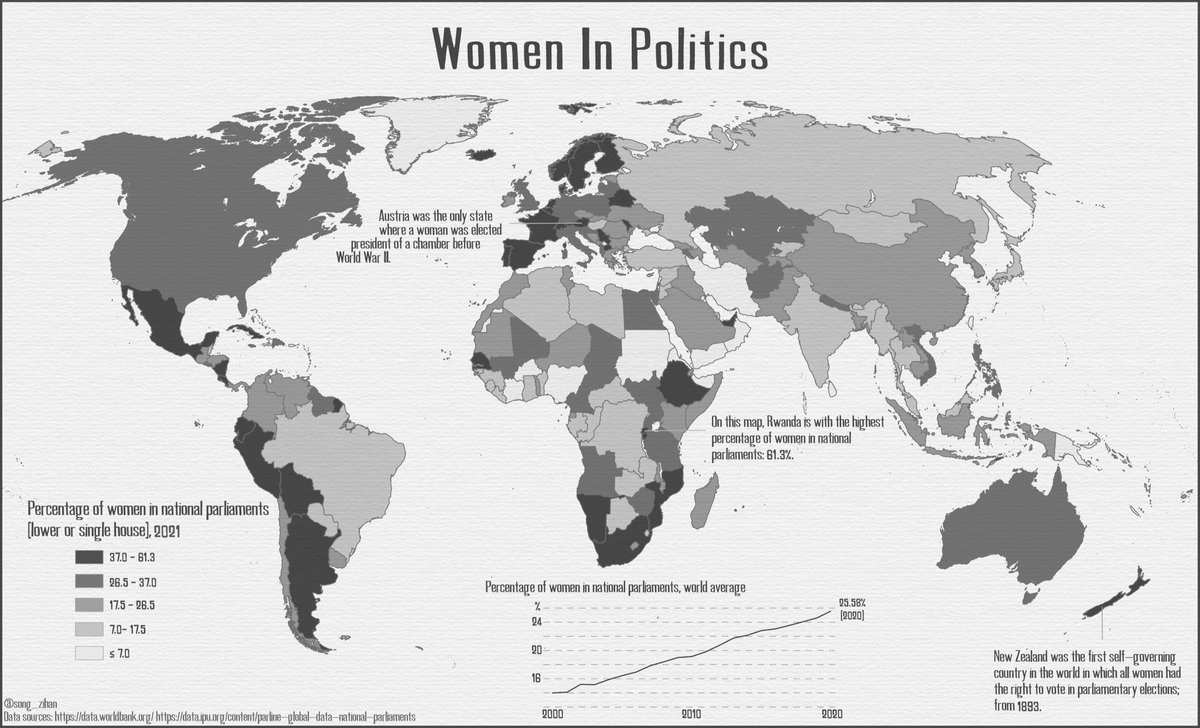 Women In Politics
Austria was the only state
where a woman was elected
president of a chamber before
World War II.
On this map, Rwanda is with the highest
percentage of women in national
parliaments: 61.3%.
Percentage of women in national parliaments
(lower or single house), 2021
37.0 - 61.3
26.5 - 37.0
17.5 - 26.5
7.0- 17.5
≤ 7.0
Percentage of women in national parliaments, world average
%
24
20
16
2000
2010
2020
25.58%
(2020)
New Zealand was the first self-governing
country in the world in which all women had
the right to vote in parliamentary elections;
from 1893.
@song_zihan
Data sources: https://data.worldbank.org/ https://data.ipu.org/content/parline-global-data-national-parliaments